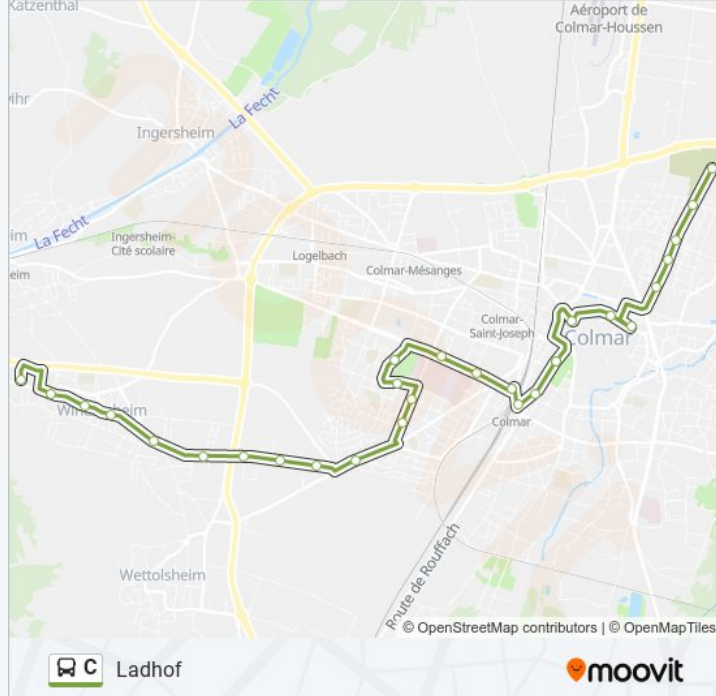 Katzenthal
Aéroport de
Colmar-Houssen
La Fecht
Ingersheim
La Fecht
Ingersheim-
Cité scolaire
Logelbach
Colmar-Mésanges
Colmar-
Saint-Joseph
Colmar
Colmar
Wettolsheim
Route de Rouffach
© OpenStreetMap contributors | © OpenMapTiles
C
Ladhof
moovit